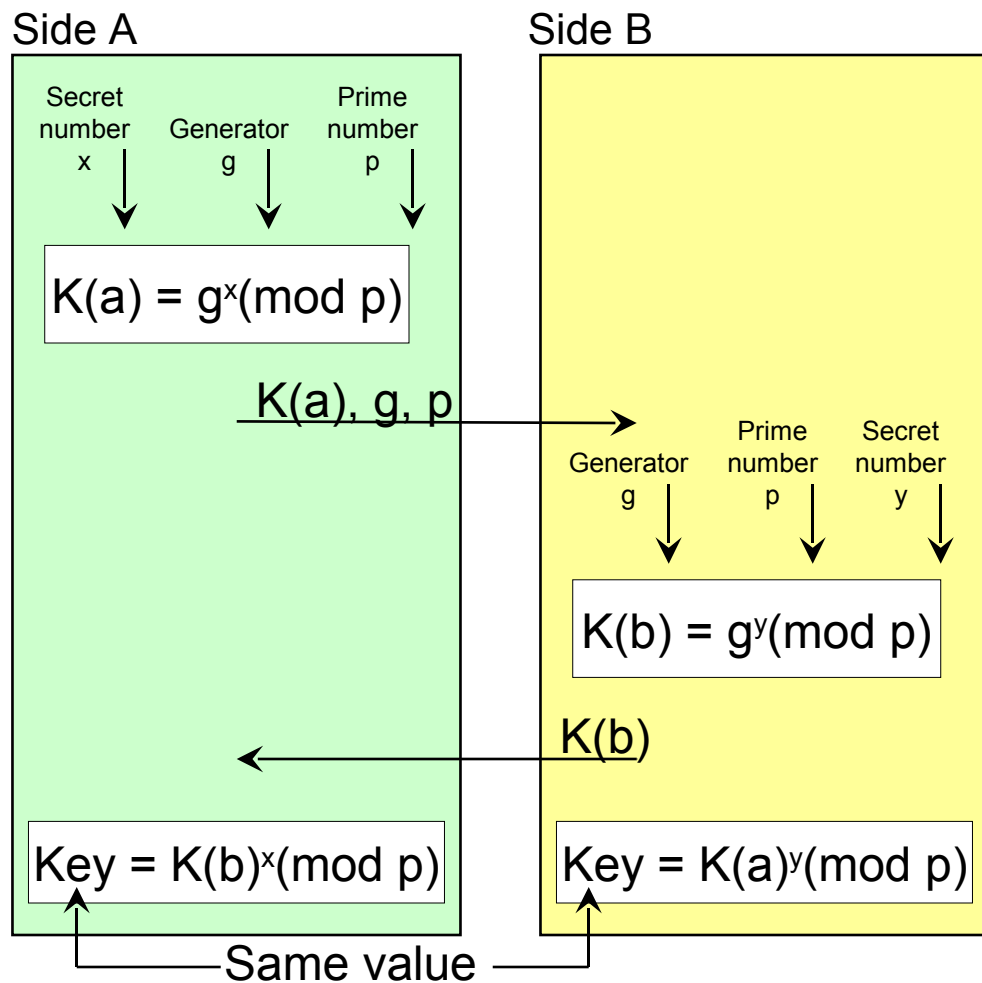 Side A
Side B
Secret
number
x
Generator
g
Prime
number
p
K(a) = gˣ(mod p)
K(a), g, p
Generator
g
Prime
number
p
Secret
number
y
K(b) = gʸ(mod p)
K(b)
Key = K(b)ˣ(mod p)
Key = K(a)ʸ(mod p)
Same value